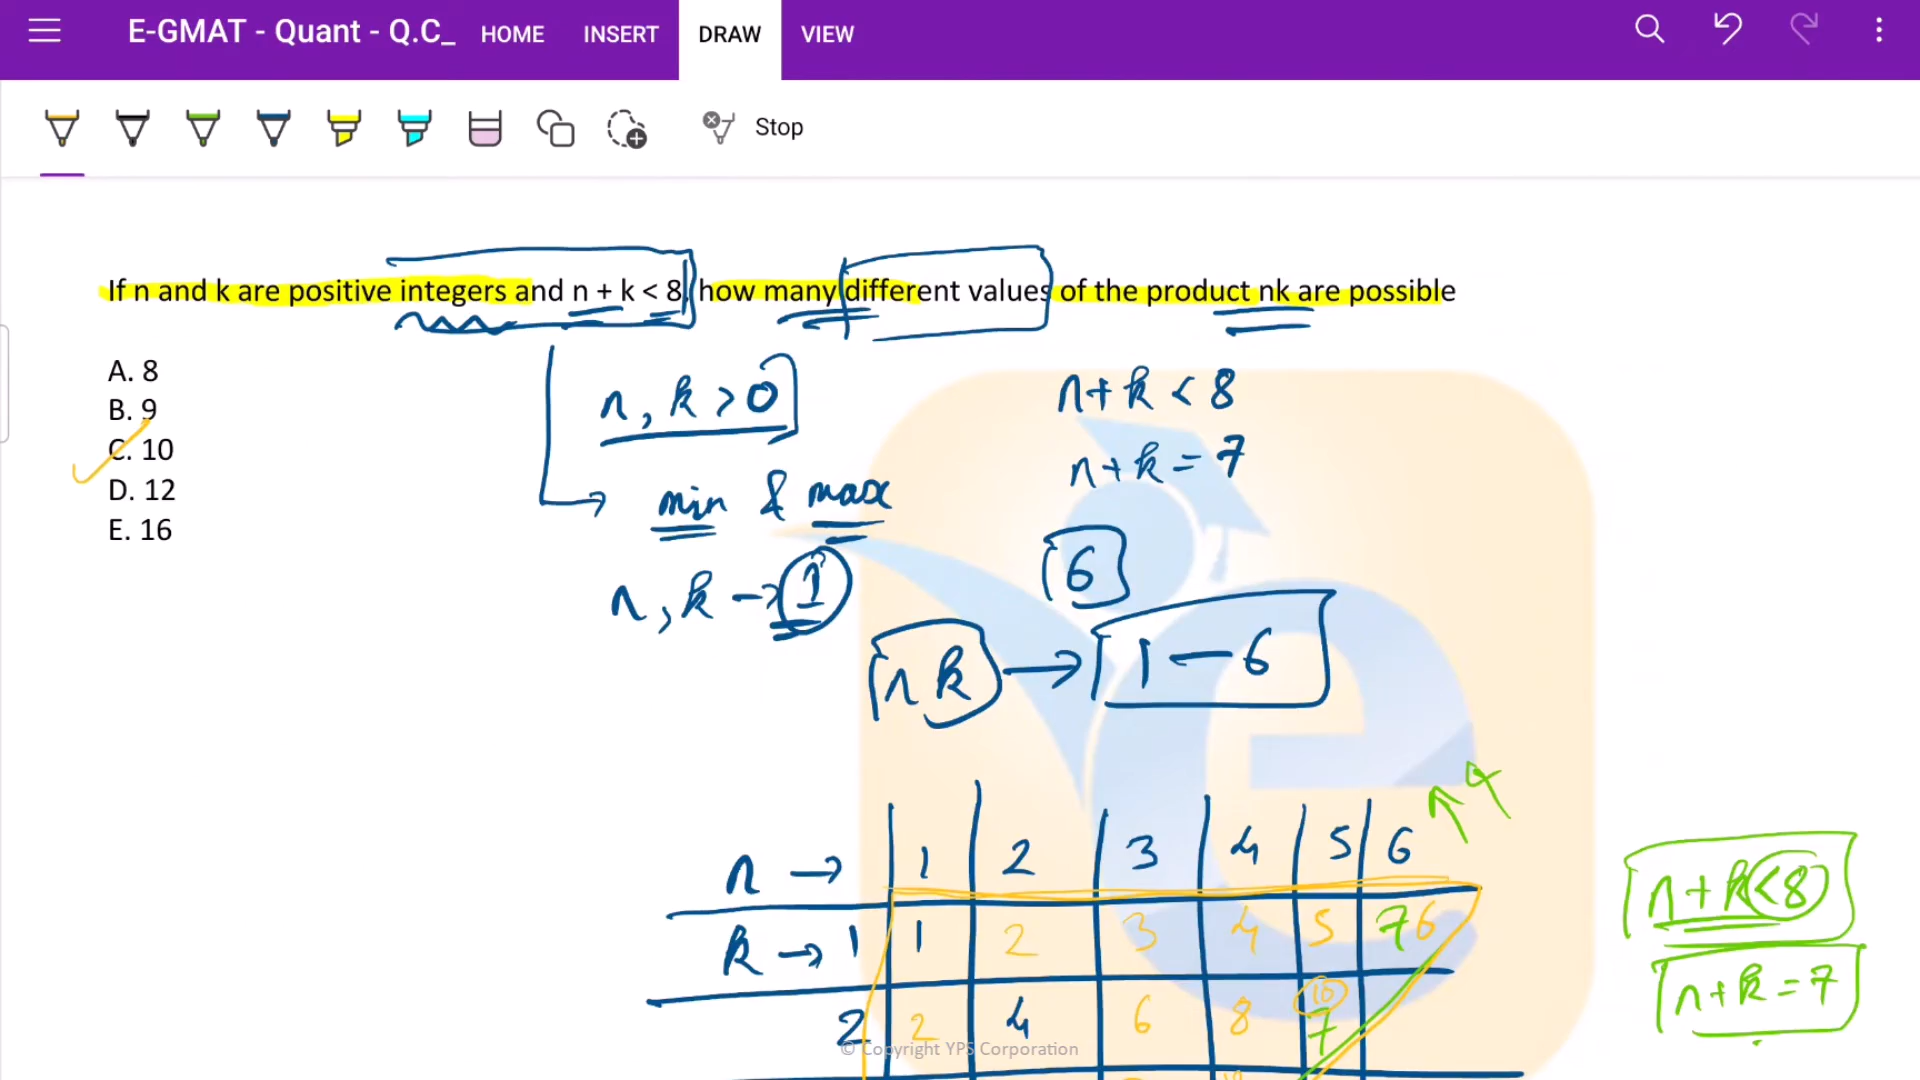 E-GMAT - Quant - Q.C_ HOME INSERT DRAW VIEW
Stop
If n and k are positive integers and n + k < 8, how many different values of the product nk are possible
A. 8
B. 9
C. 10
D. 12
E. 16
n, k > 0
min & max
n, k → 1
n + k < 8
n + k = 7
6
nk → 1 — 6
n → 1 2 3 4 5 6
k → 1 1 2 3 4 5 7 6
2 2 4 6 8 10 7
n + k < 8
n + k = 7
© Copyright YPS Corporation